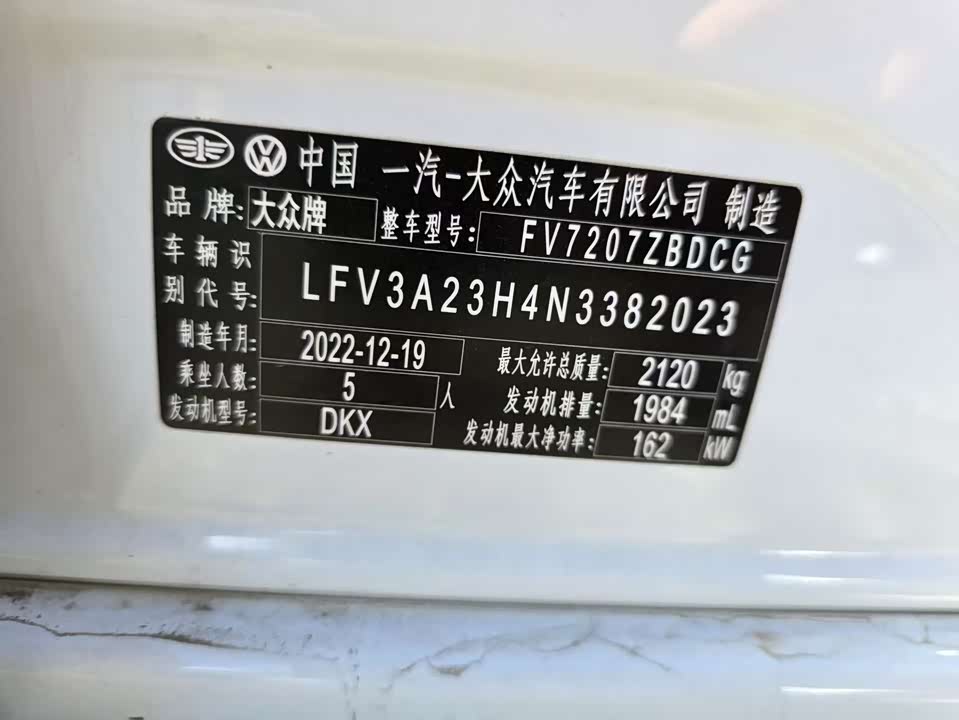 中国 一汽-大众汽车有限公司 制造
品牌: 大众牌 整车型号: FV7207ZBDCG
车辆识别代号: LFV3A23H4N3382023
制造年月: 2022-12-19 最大允许总质量: 2120 kg
乘坐人数: 5 人 发动机排量: 1984 mL
发动机型号: DKX 发动机最大净功率: 162 kW